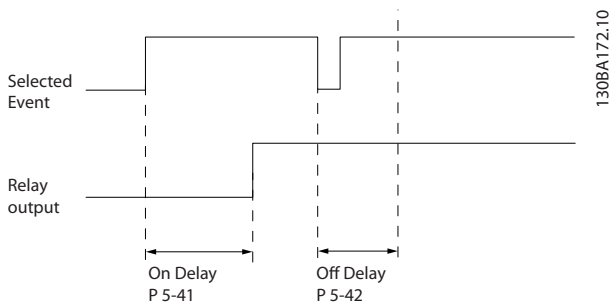 Selected
Event
Relay
output
On Delay
P 5-41
Off Delay
P 5-42
130BA172.10